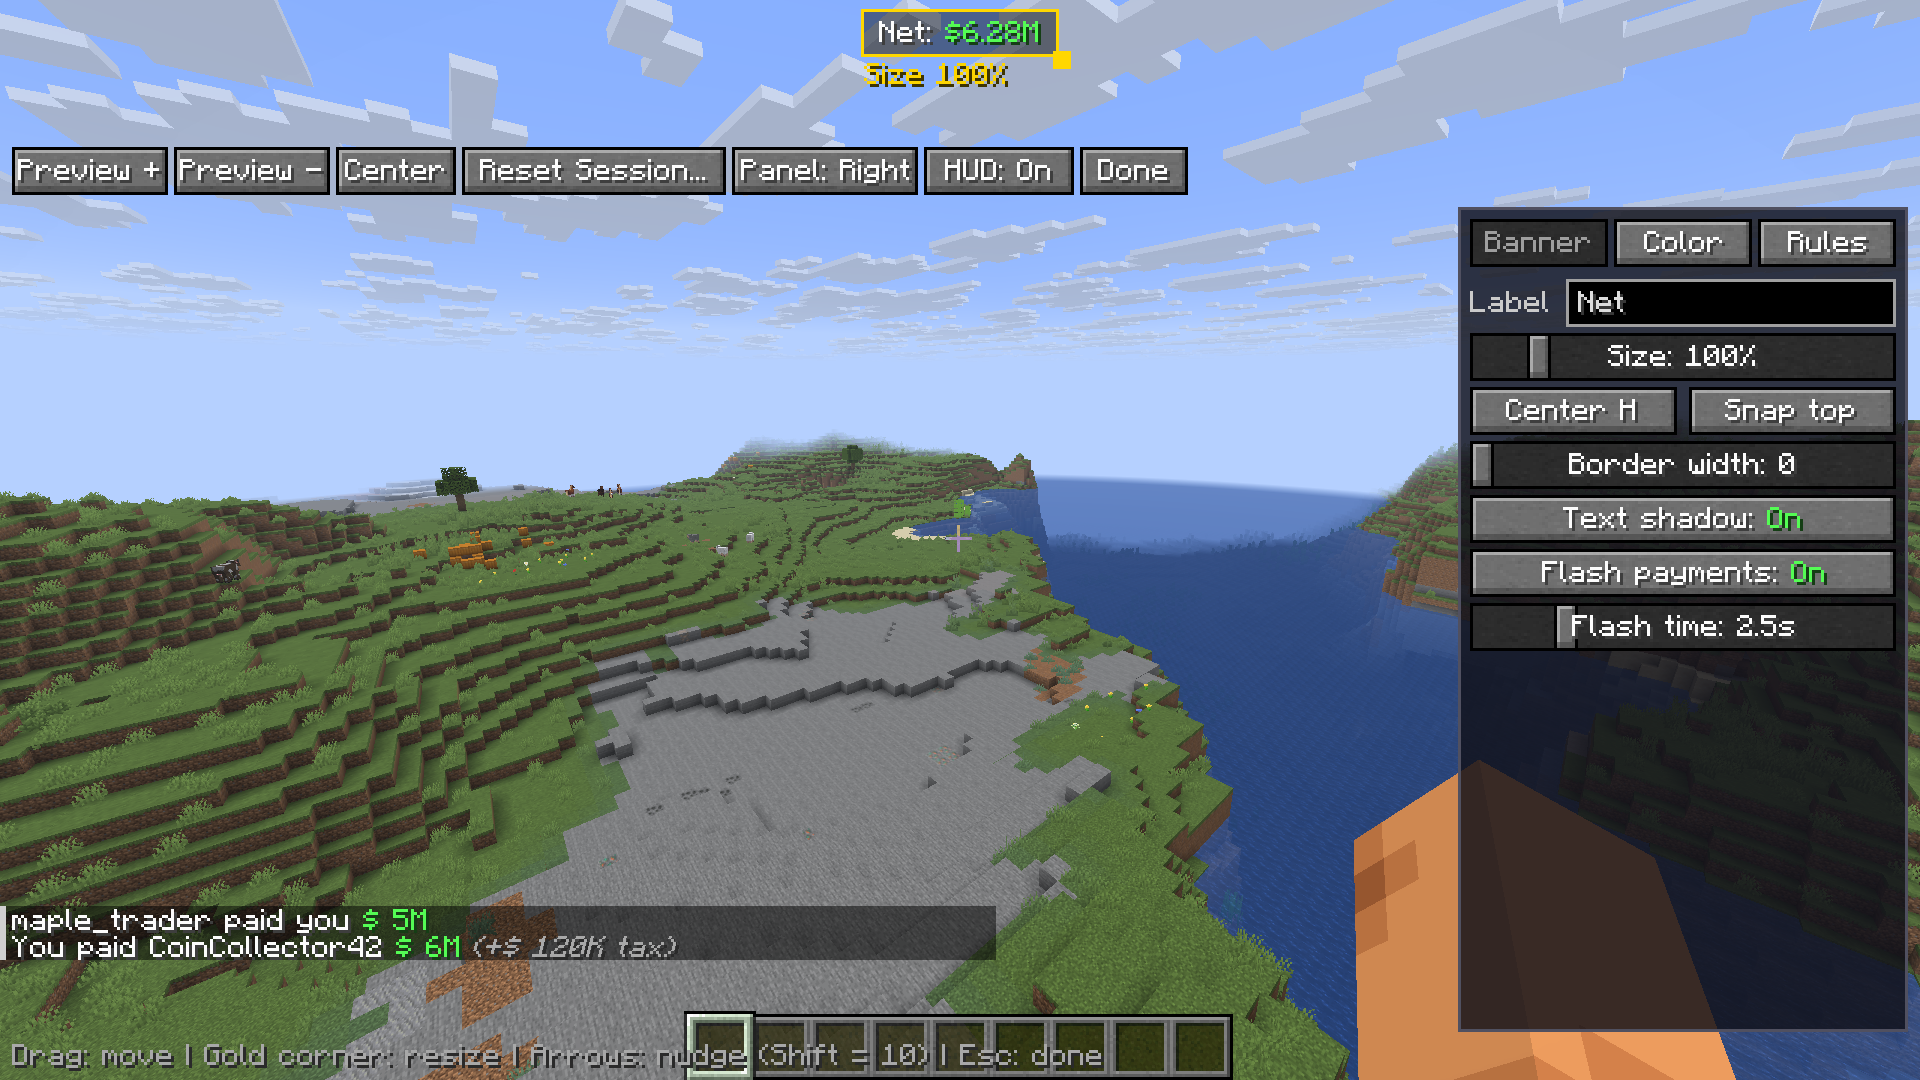 Net: $6.28M
Size 100%
Preview + Preview - Center Reset Session... Panel: Right HUD: On Done
Banner Color Rules
Label Net
Size: 100%
Center H Snap top
Border width: 0
Text shadow: On
Flash payments: On
Flash time: 2.5s
maple_trader paid you $ 5M
You paid CoinCollector42 $ 6M (+$ 120K tax)
Drag: move | Gold corner: resize | Arrows: nudge (Shift = 10) | Esc: done